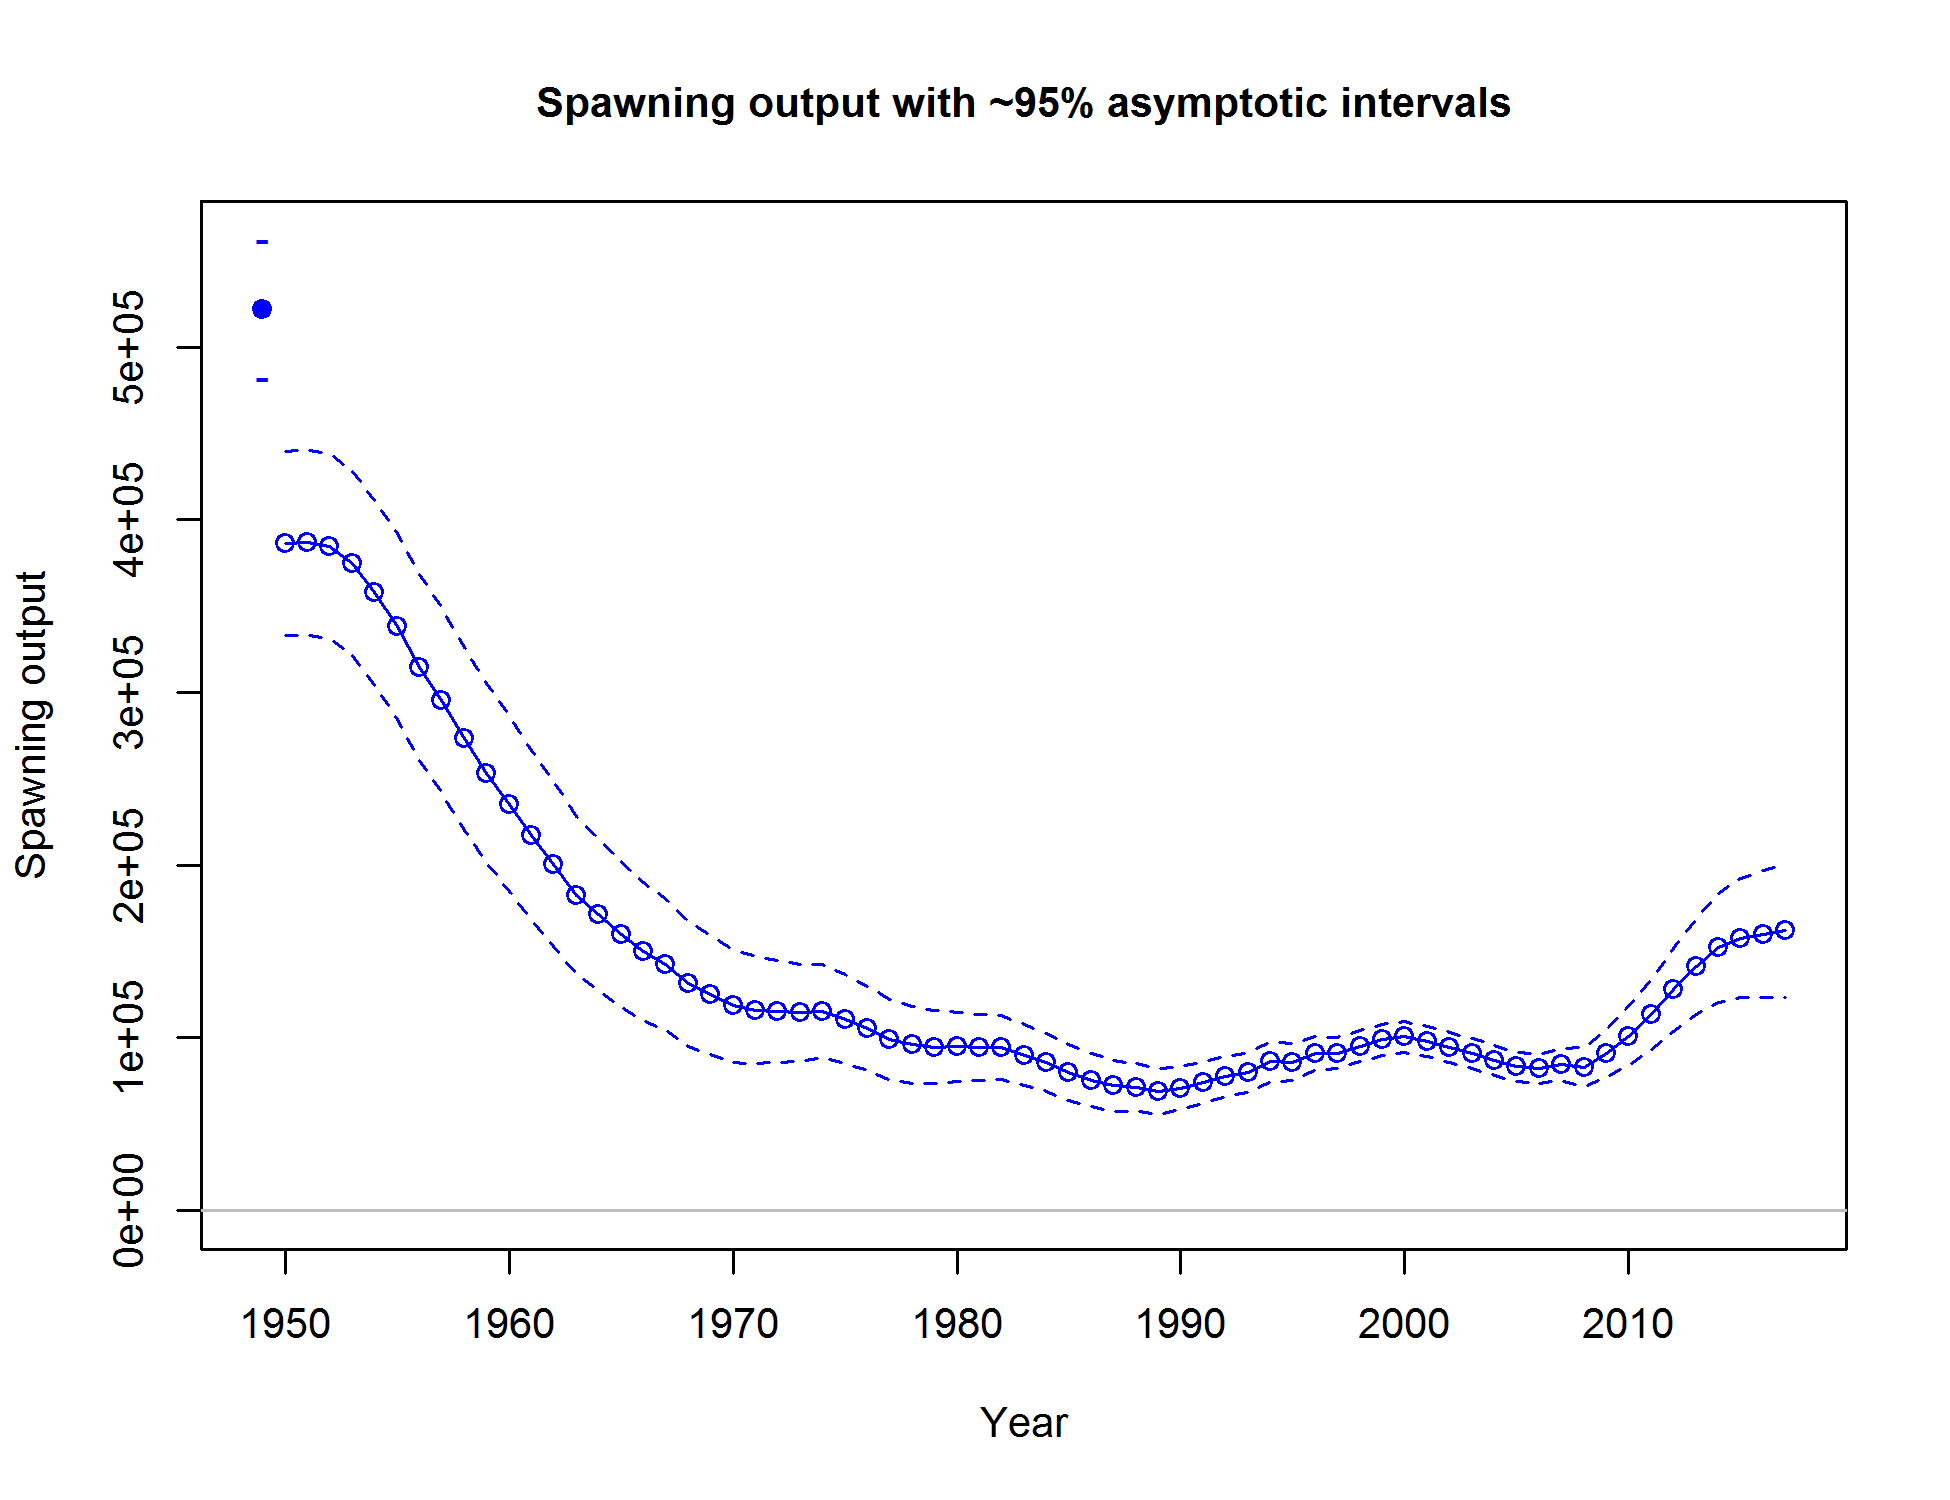 Spawning output with ~95% asymptotic intervals
Spawning output
5e+05
4e+05
3e+05
2e+05
1e+05
0e+00
1950 1960 1970 1980 1990 2000 2010
Year